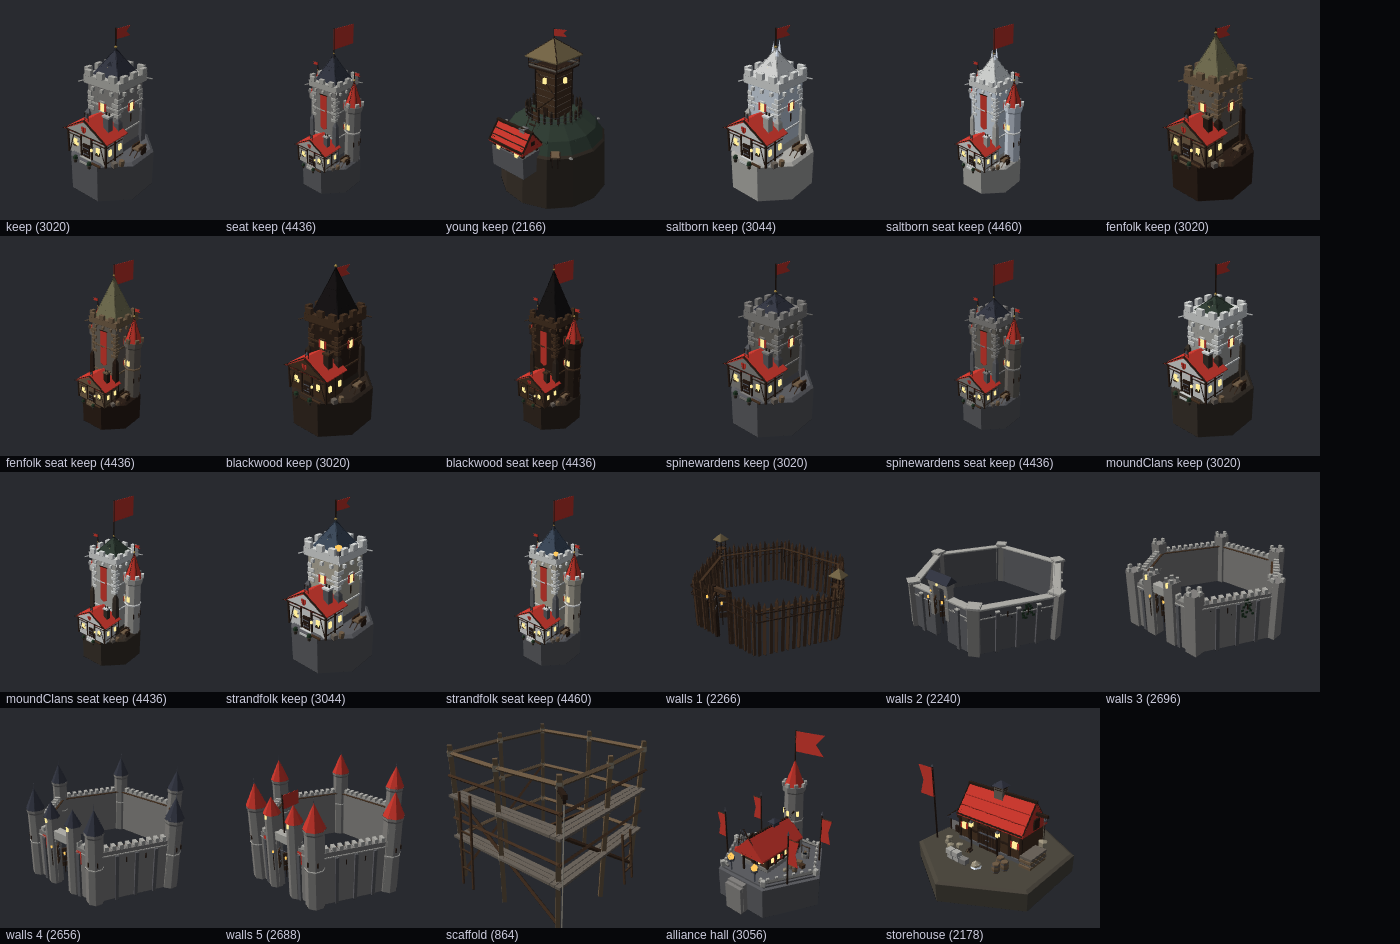 keep (3020)
seat keep (4436)
young keep (2166)
saltborn keep (3044)
saltborn seat keep (4460)
fenfolk keep (3020)
fenfolk seat keep (4436)
blackwood keep (3020)
blackwood seat keep (4436)
spinewardens keep (3020)
spinewardens seat keep (4436)
moundClans keep (3020)
moundClans seat keep (4436)
strandfolk keep (3044)
strandfolk seat keep (4460)
walls 1 (2266)
walls 2 (2240)
walls 3 (2696)
walls 4 (2656)
walls 5 (2688)
scaffold (864)
alliance hall (3056)
storehouse (2178)